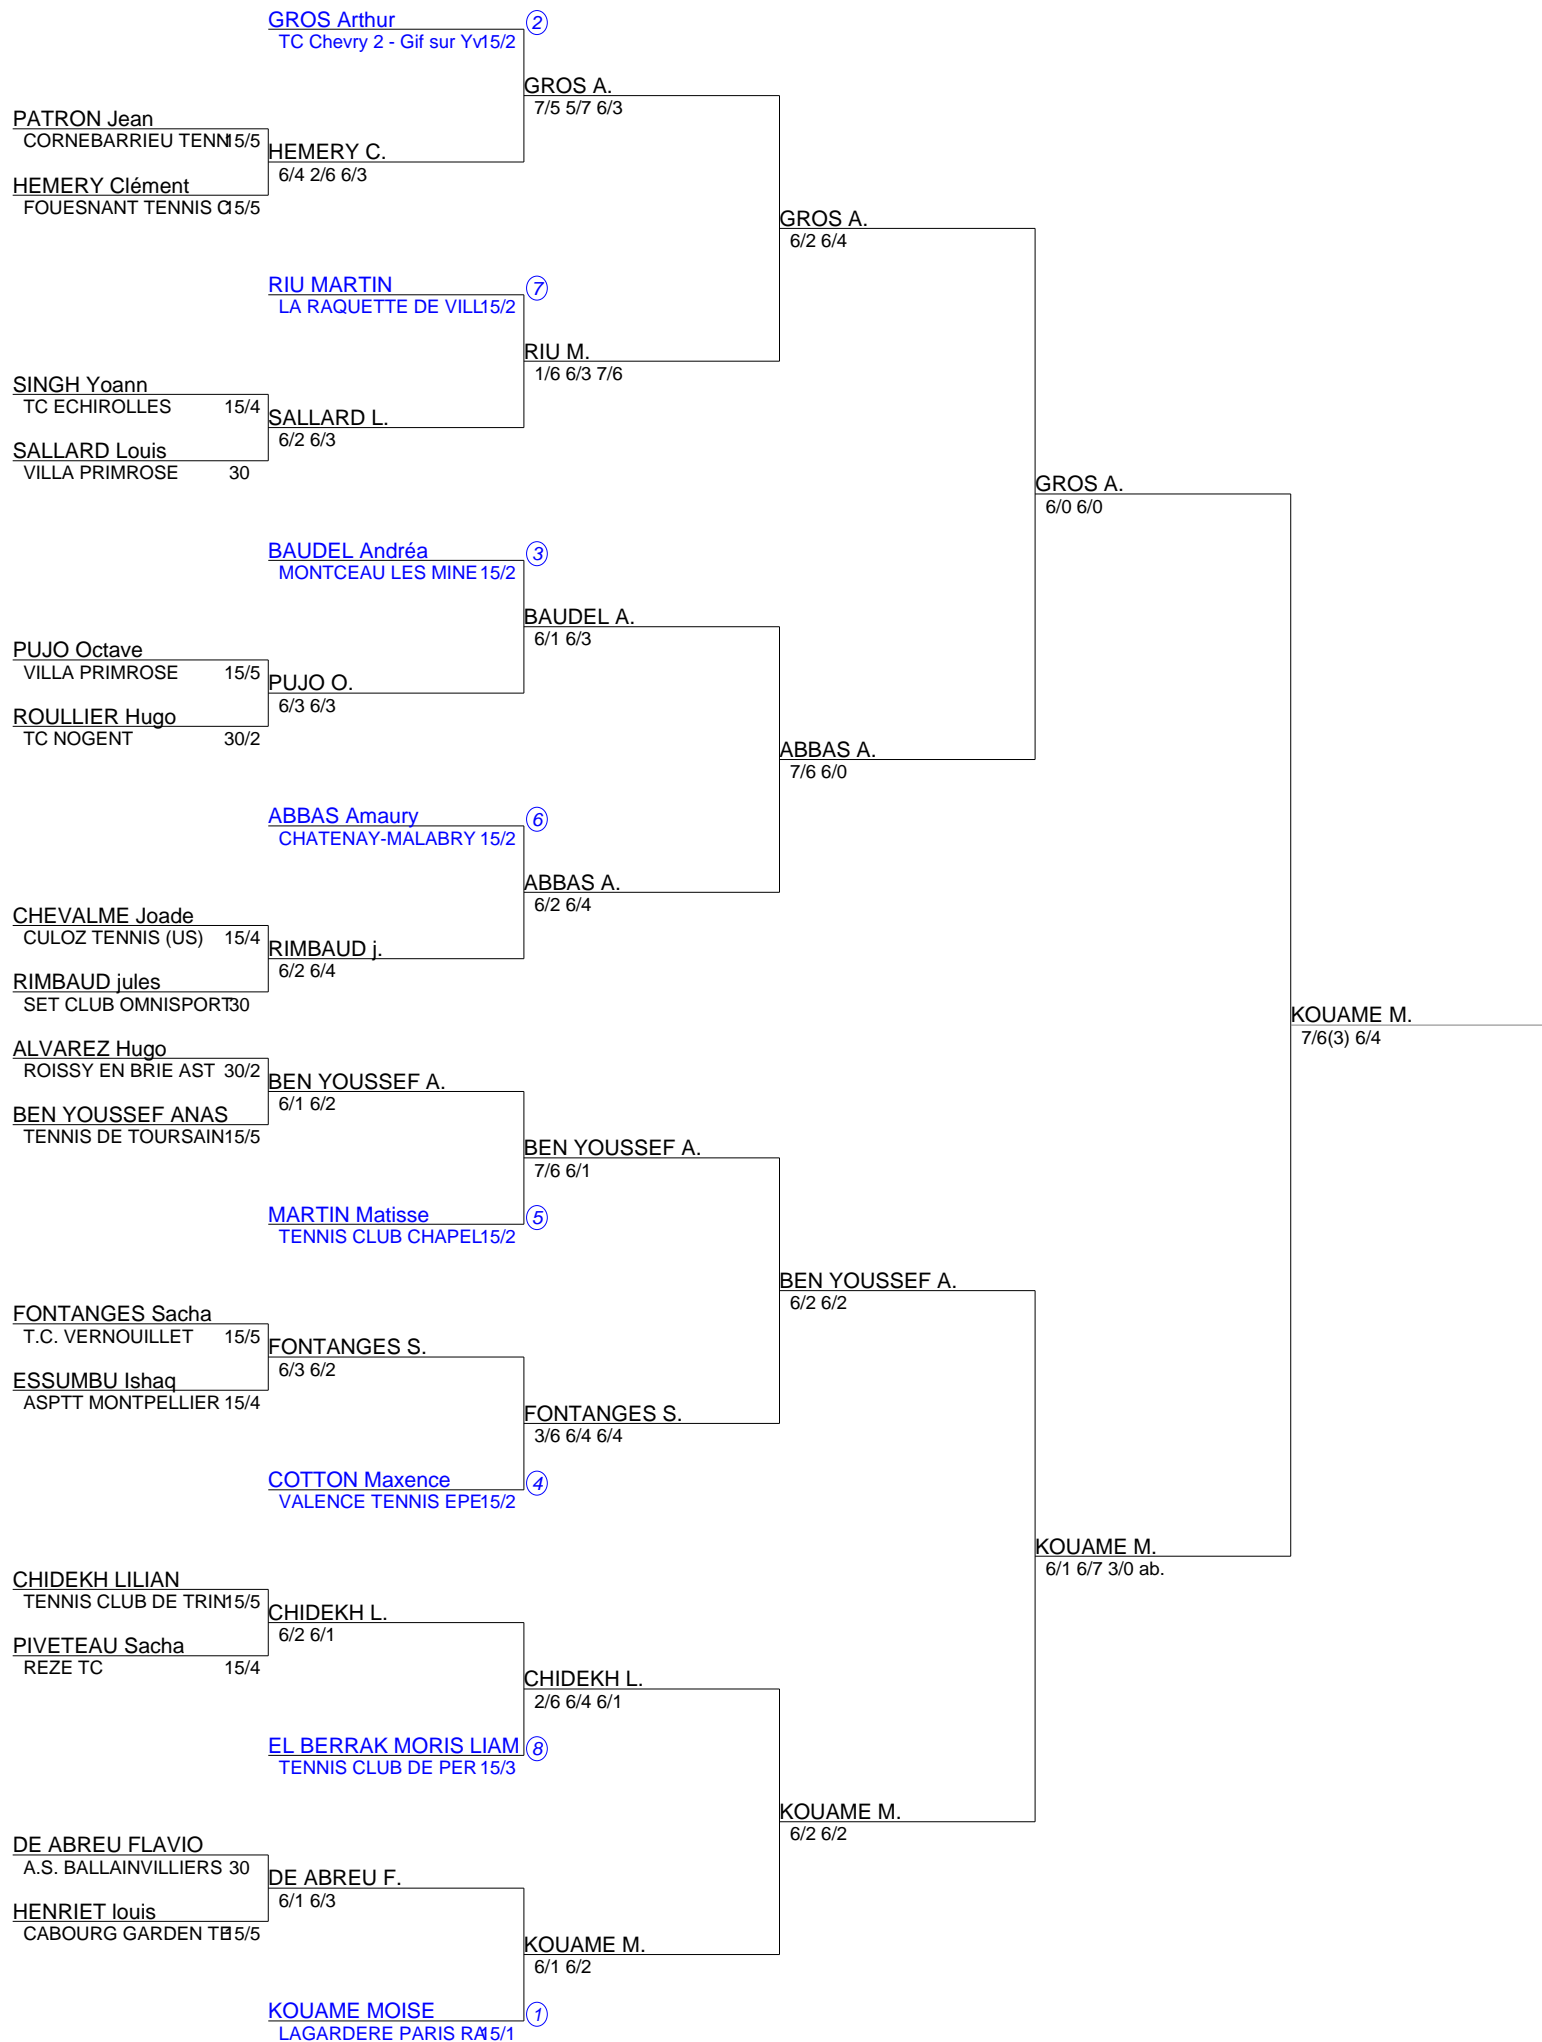 GROS Arthur 2
TC Chevry 2 - Gif sur Yv15/2
GROS A.
7/5 5/7 6/3
PATRON Jean
CORNEBARRIEU TENN15/5
HEMERY C.
6/4 2/6 6/3
HEMERY Clément
FOUESNANT TENNIS C15/5
GROS A.
6/2 6/4
RIU MARTIN 7
LA RAQUETTE DE VILL15/2
RIU M.
1/6 6/3 7/6
SINGH Yoann
TC ECHIROLLES 15/4
SALLARD L.
6/2 6/3
SALLARD Louis
VILLA PRIMROSE 30
GROS A.
6/0 6/0
BAUDEL Andréa 3
MONTCEAU LES MINE 15/2
BAUDEL A.
6/1 6/3
PUJO Octave
VILLA PRIMROSE 15/5
PUJO O.
6/3 6/3
ROULLIER Hugo
TC NOGENT 30/2
ABBAS A.
7/6 6/0
ABBAS Amaury 6
CHATENAY-MALABRY 15/2
ABBAS A.
6/2 6/4
CHEVALME Joade
CULOZ TENNIS (US) 15/4
RIMBAUD j.
6/2 6/4
RIMBAUD jules
SET CLUB OMNISPORT30
KOUAME M.
7/6(3) 6/4
ALVAREZ Hugo
ROISSY EN BRIE AST 30/2
BEN YOUSSEF A.
6/1 6/2
BEN YOUSSEF ANAS
TENNIS DE TOURSAIN15/5
BEN YOUSSEF A.
7/6 6/1
MARTIN Matisse 5
TENNIS CLUB CHAPEL15/2
BEN YOUSSEF A.
6/2 6/2
FONTANGES Sacha
T.C. VERNOUILLET 15/5
FONTANGES S.
6/3 6/2
ESSUMBU Ishaq
ASPTT MONTPELLIER 15/4
FONTANGES S.
3/6 6/4 6/4
COTTON Maxence 4
VALENCE TENNIS EPE15/2
KOUAME M.
6/1 6/7 3/0 ab.
CHIDEKH LILIAN
TENNIS CLUB DE TRIN15/5
CHIDEKH L.
6/2 6/1
PIVETEAU Sacha
REZE TC 15/4
CHIDEKH L.
2/6 6/4 6/1
EL BERRAK MORIS LIAM 8
TENNIS CLUB DE PER 15/3
KOUAME M.
6/2 6/2
DE ABREU FLAVIO
A.S. BALLAINVILLIERS 30
DE ABREU F.
6/1 6/3
HENRIET louis
CABOURG GARDEN TE15/5
KOUAME M.
6/1 6/2
KOUAME MOISE 1
LAGARDERE PARIS RA15/1